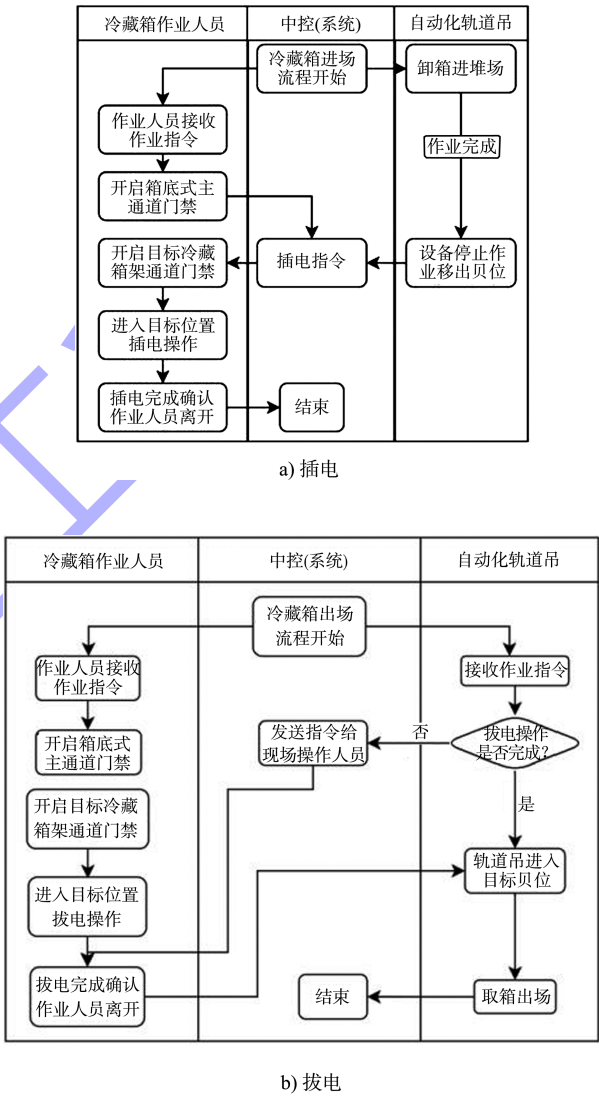 冷藏箱作业人员
中控(系统)
自动化轨道吊
冷藏箱进场
流程开始
卸箱进堆场
作业人员接收
作业指令
作业完成
开启箱底式主
通道门禁
开启目标冷藏
箱架通道门禁
插电指令
设备停止作
业移出贝位
进入目标位置
插电操作
插电完成确认
作业人员离开
结束
a) 插电
冷藏箱作业人员
中控(系统)
自动化轨道吊
冷藏箱出场
流程开始
作业人员接收
作业指令
接收作业指令
开启箱底式
主通道门禁
发送指令给
现场操作人员
否
拔电操作
是否完成?
是
开启目标冷藏
箱架通道门禁
轨道吊进入
目标贝位
进入目标位置
拔电操作
拔电完成确认
作业人员离开
结束
取箱出场
b) 拔电